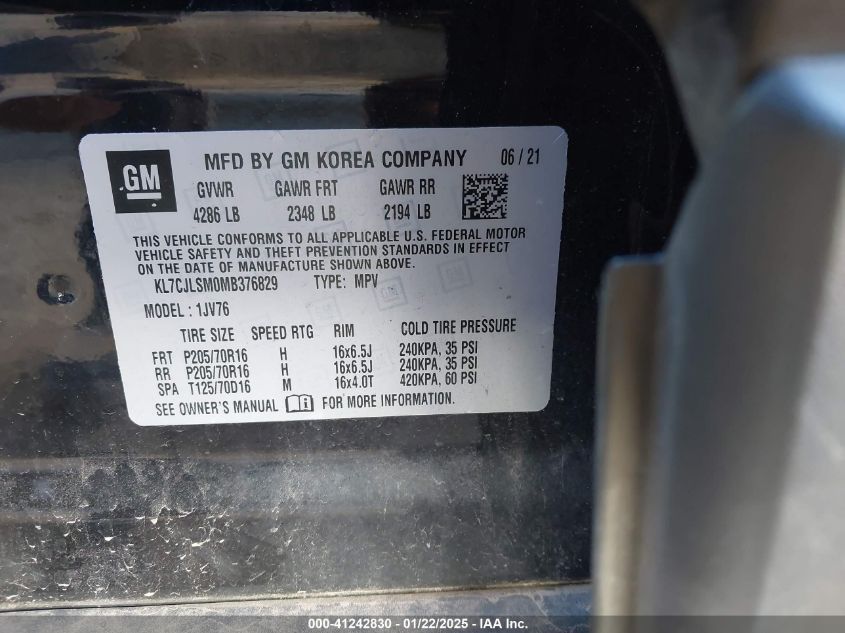 GM MFD BY GM KOREA COMPANY 06 / 21
GVWR GAWR FRT GAWR RR
4286 LB 2348 LB 2194 LB
THIS VEHICLE CONFORMS TO ALL APPLICABLE U.S. FEDERAL MOTOR
VEHICLE SAFETY AND THEFT PREVENTION STANDARDS IN EFFECT
ON THE DATE OF MANUFACTURE SHOWN ABOVE.
KL7CJLSM0MB376829 TYPE: MPV
MODEL : 1JV76
TIRE SIZE SPEED RTG RIM COLD TIRE PRESSURE
FRT P205/70R16 H 16x6.5J 240KPA, 35 PSI
RR P205/70R16 H 16x6.5J 240KPA, 35 PSI
SPA T125/70D16 M 16x4.0T 420KPA, 60 PSI
SEE OWNER'S MANUAL FOR MORE INFORMATION.
000-41242830 - 01/22/2025 - IAA Inc.